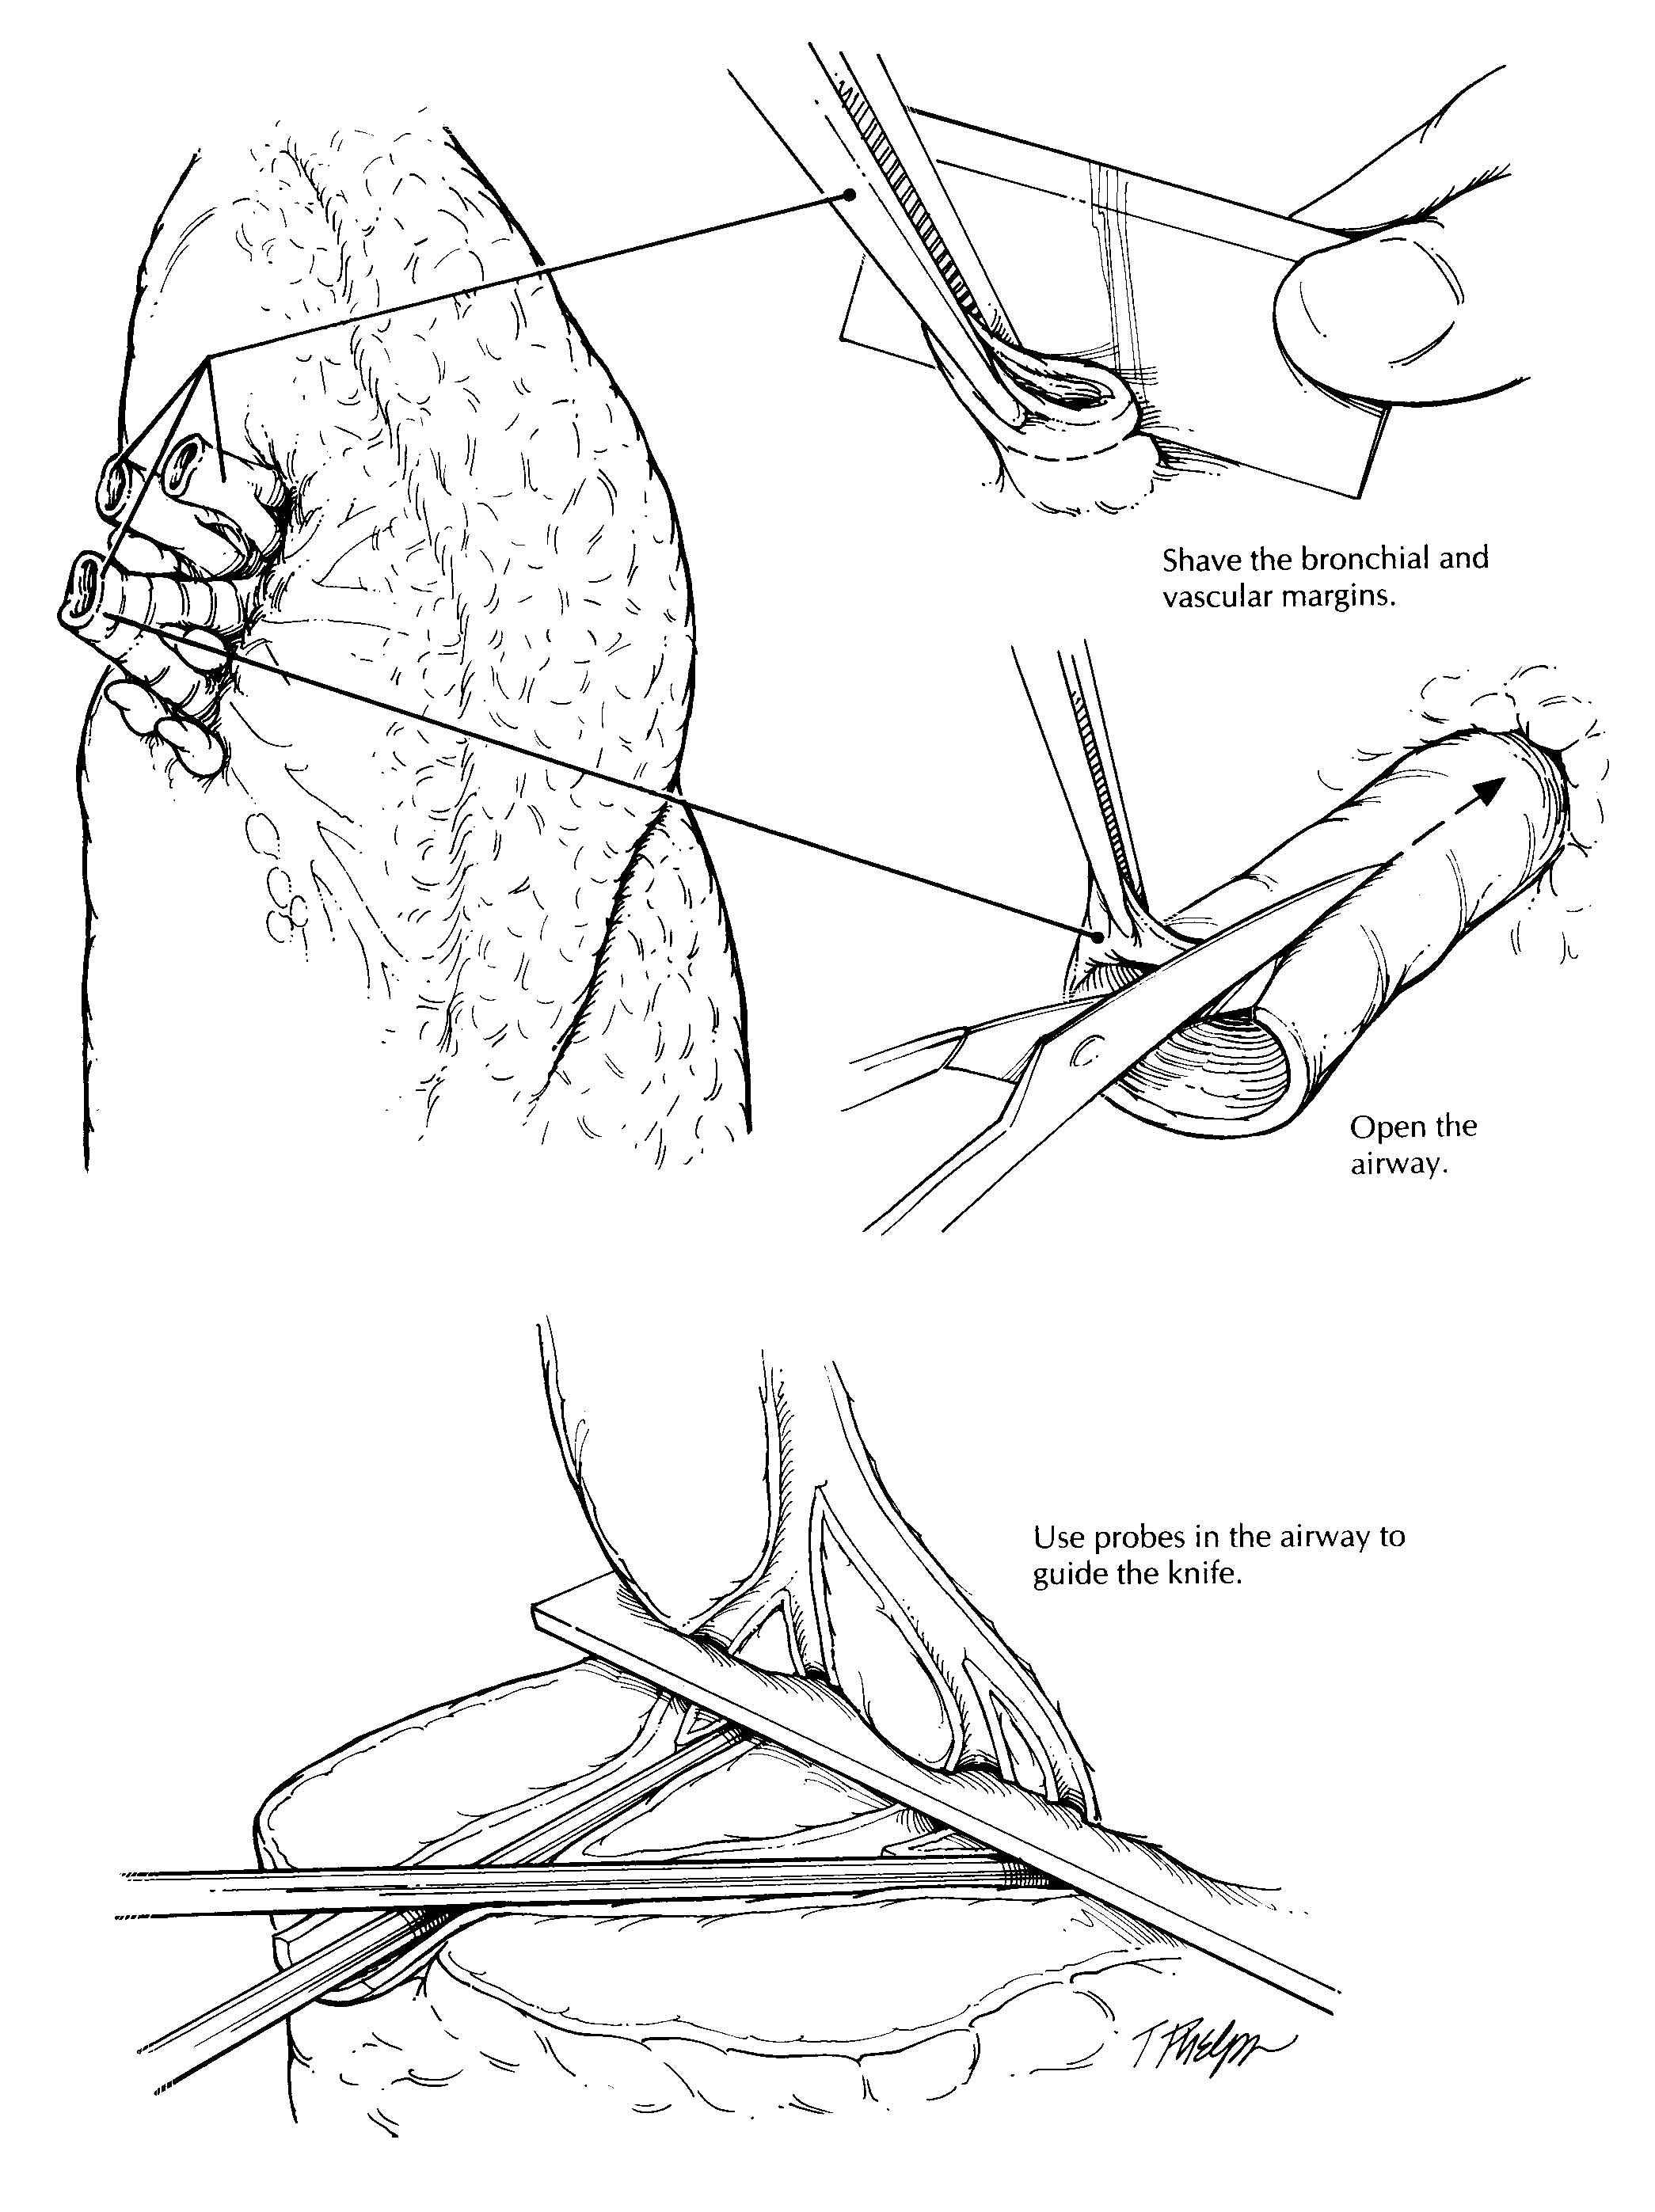 Shave the bronchial and
vascular margins.
Open the
airway.
Use probes in the airway to
guide the knife.
T Phelps